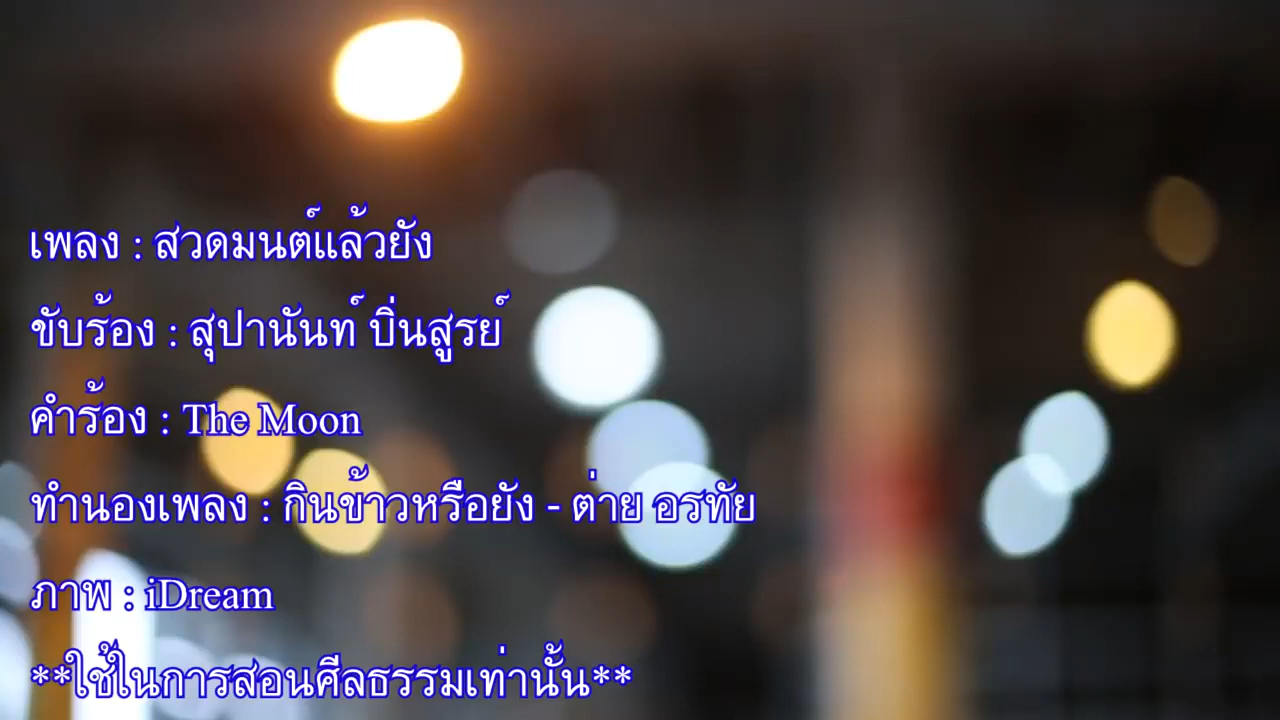 เพลง : สวดมนต์แล้วยัง
ขับร้อง : สุปานันท์ บิ่นสูรย์
คำร้อง : The Moon
ทำนองเพลง : กินข้าวหรือยัง - ต่าย อรทัย
ภาพ : iDream
**ใช้ในการสอนศีลธรรมเท่านั้น**